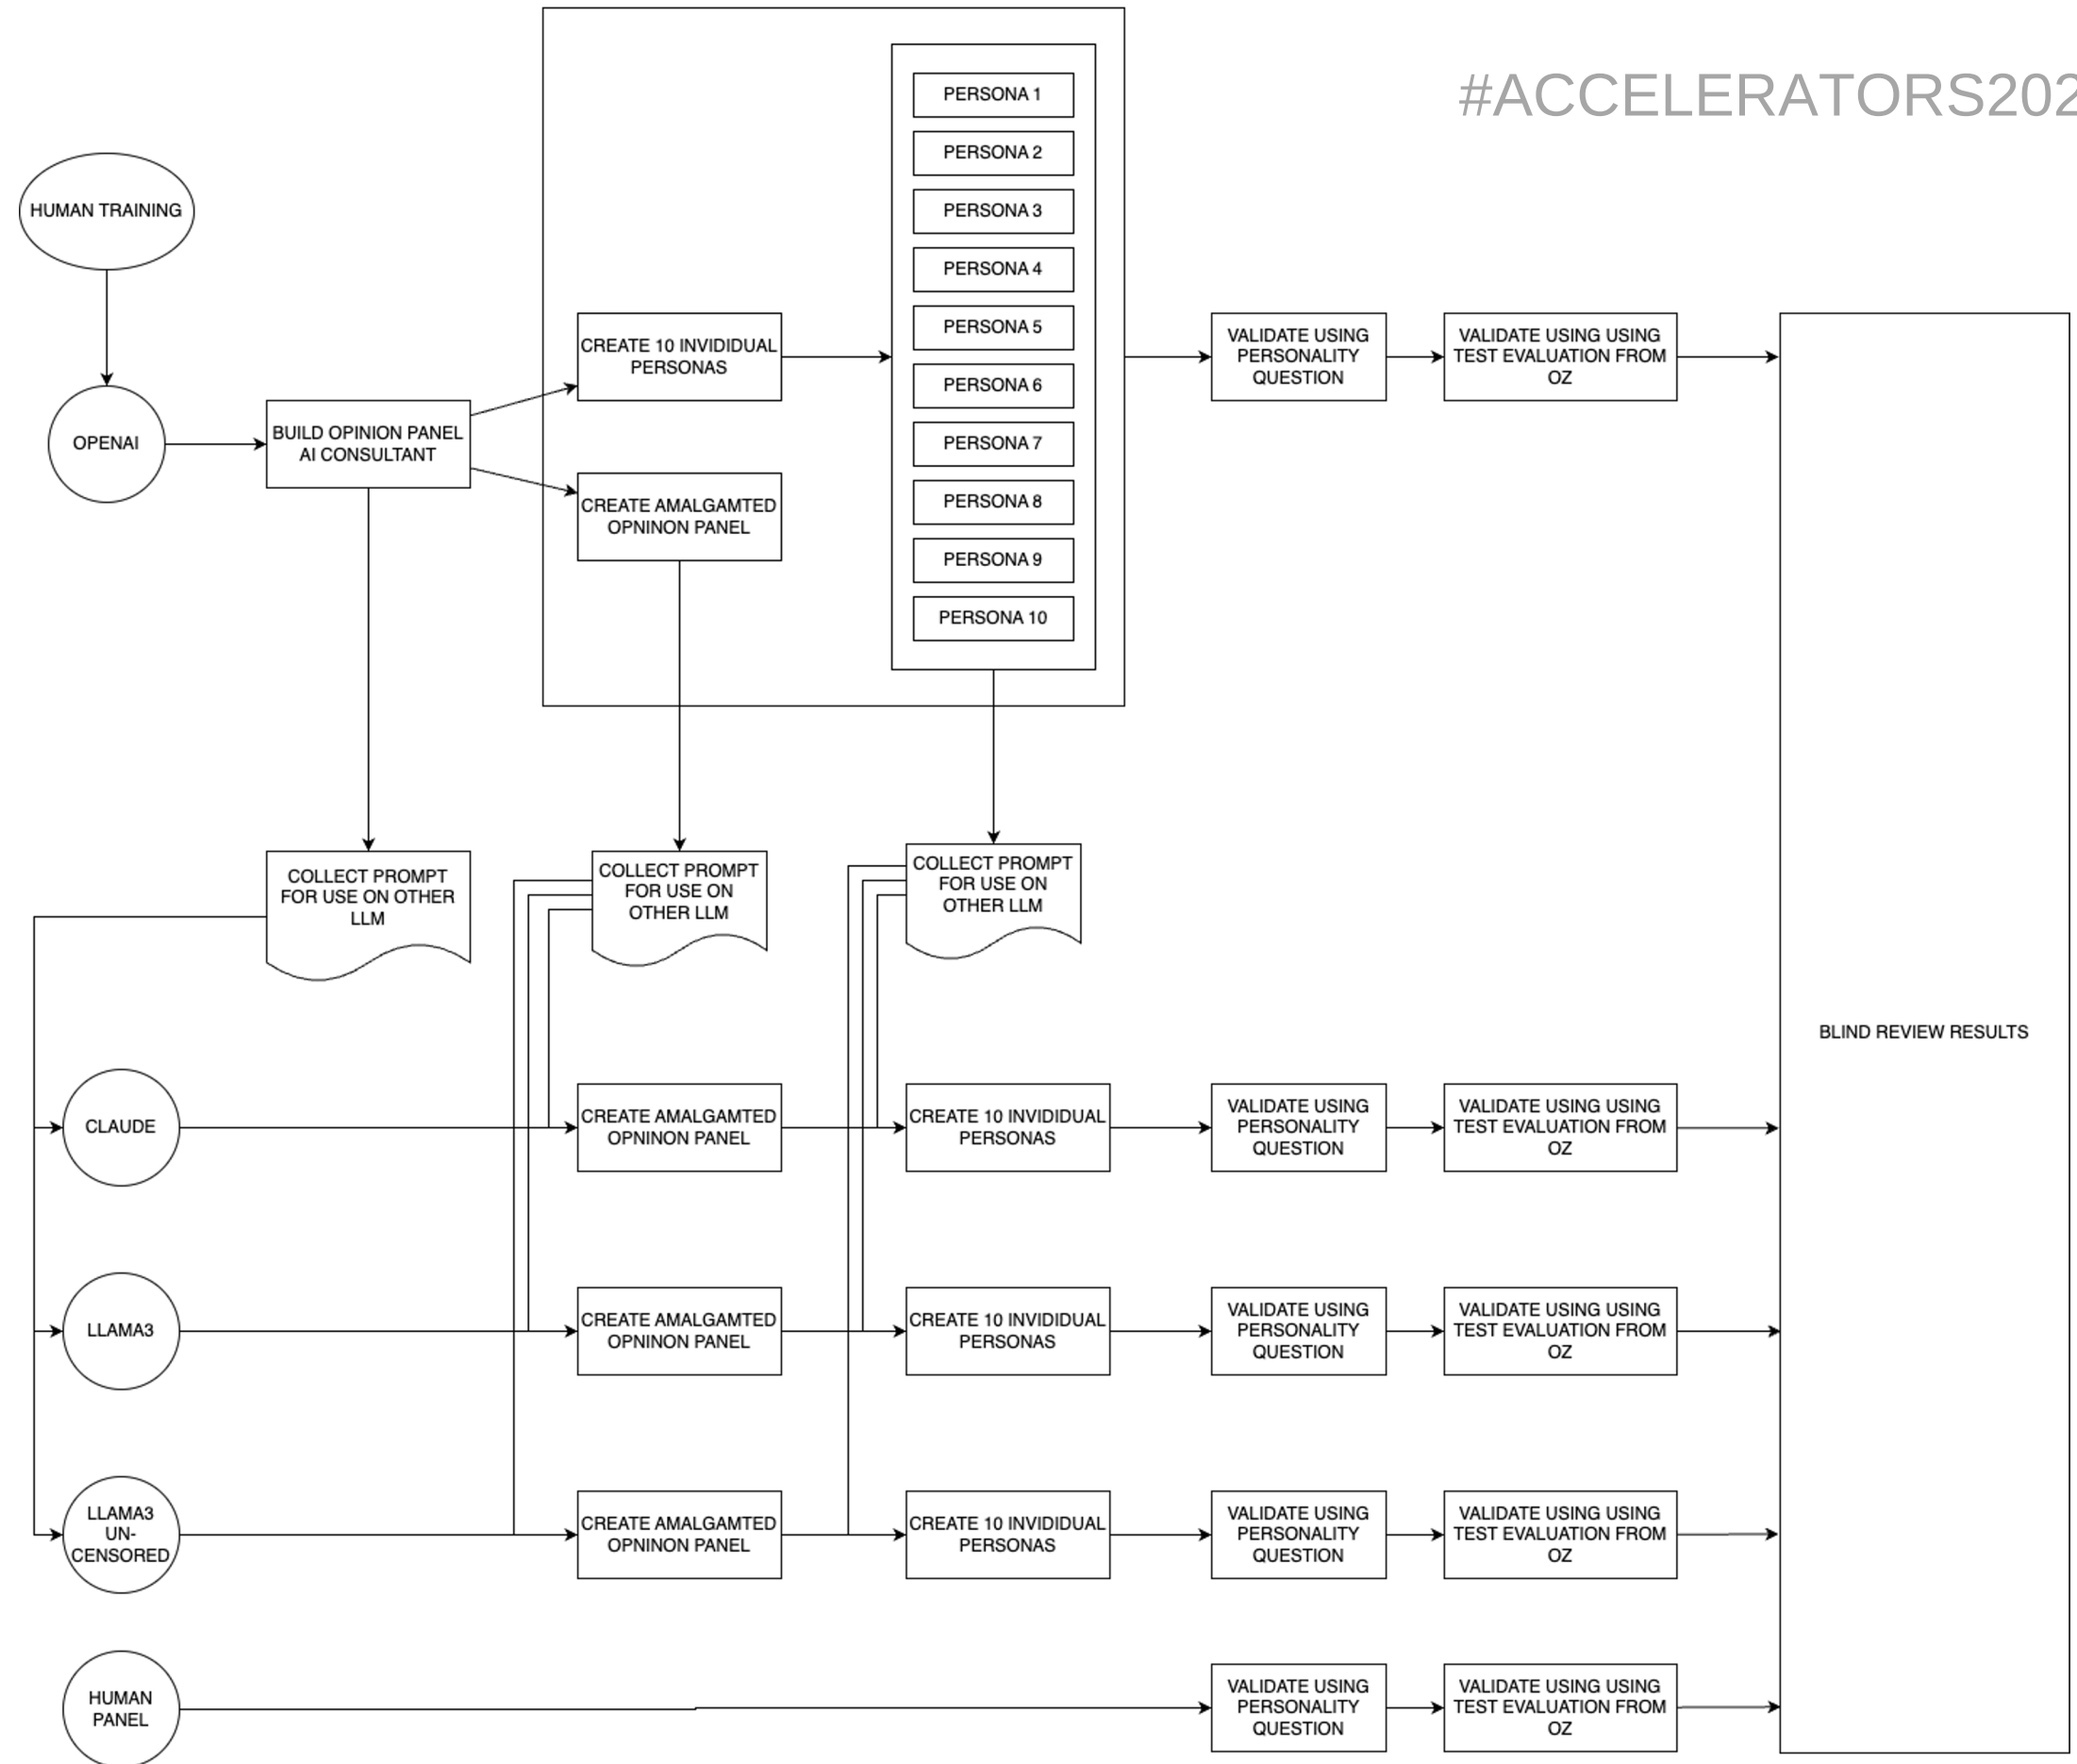 #ACCELERATORS202
PERSONA 1
PERSONA 2
PERSONA 3
PERSONA 4
PERSONA 5
PERSONA 6
PERSONA 7
PERSONA 8
PERSONA 9
PERSONA 10
HUMAN TRAINING
OPENAI
BUILD OPINION PANEL
AI CONSULTANT
CREATE 10 INVIDIDUAL
PERSONAS
CREATE AMALGAMTED
OPNINON PANEL
VALIDATE USING
PERSONALITY
QUESTION
VALIDATE USING USING
TEST EVALUATION FROM
OZ
COLLECT PROMPT
FOR USE ON OTHER
LLM
COLLECT PROMPT
FOR USE ON
OTHER LLM
COLLECT PROMPT
FOR USE ON
OTHER LLM
BLIND REVIEW RESULTS
CLAUDE
CREATE AMALGAMTED
OPNINON PANEL
CREATE 10 INVIDIDUAL
PERSONAS
VALIDATE USING
PERSONALITY
QUESTION
VALIDATE USING USING
TEST EVALUATION FROM
OZ
LLAMA3
CREATE AMALGAMTED
OPNINON PANEL
CREATE 10 INVIDIDUAL
PERSONAS
VALIDATE USING
PERSONALITY
QUESTION
VALIDATE USING USING
TEST EVALUATION FROM
OZ
LLAMA3
UN-
CENSORED
CREATE AMALGAMTED
OPNINON PANEL
CREATE 10 INVIDIDUAL
PERSONAS
VALIDATE USING
PERSONALITY
QUESTION
VALIDATE USING USING
TEST EVALUATION FROM
OZ
HUMAN
PANEL
VALIDATE USING
PERSONALITY
QUESTION
VALIDATE USING USING
TEST EVALUATION FROM
OZ